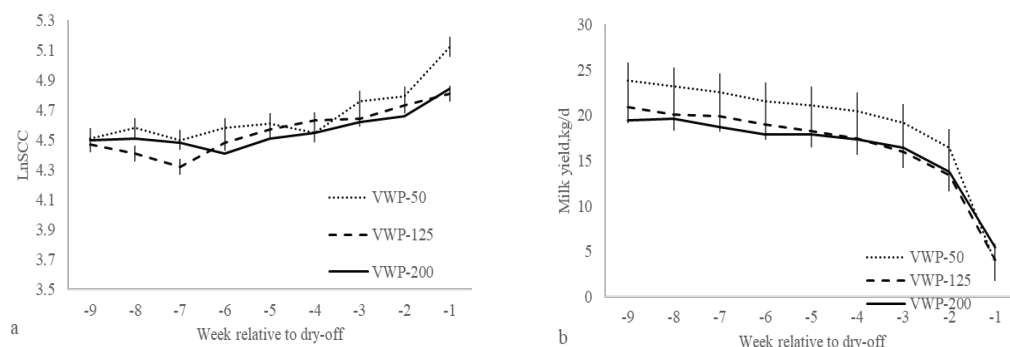 5.3
5.1
4.9
4.7
4.5
4.3
4.1
3.9
3.7
3.5
LnSCC
VWP-50
VWP-125
VWP-200
-9 -8 -7 -6 -5 -4 -3 -2 -1
Week relative to dry-off
a
30
25
20
15
10
5
0
Milk yield,kg/d
VWP-50
VWP-125
VWP-200
-9 -8 -7 -6 -5 -4 -3 -2 -1
Week relative to dry-off
b